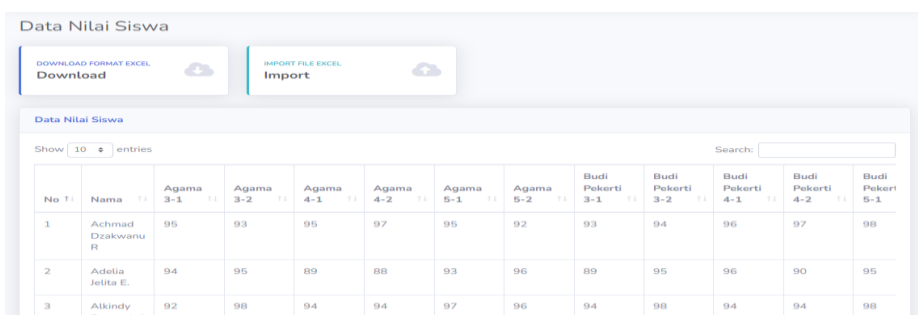 Data Nilai Siswa
DOWNLOAD FORMAT EXCEL
Download
IMPORT FILE EXCEL
Import
Data Nilai Siswa
Show 10 entries
Search:
No Nama Agama 3-1 Agama 3-2 Agama 4-1 Agama 4-2 Agama 5-1 Agama 5-2 Budi Pekerti 3-1 Budi Pekerti 3-2 Budi Pekerti 4-1 Budi Pekerti 4-2 Budi Pekert 5-1
1 Achmad Dzakwanu R 95 93 95 97 95 92 93 94 96 97 98
2 Adelia Jelita E. 94 95 89 88 93 96 89 95 96 90 95
3 Alkindy 92 98 94 94 97 96 94 98 94 94 98